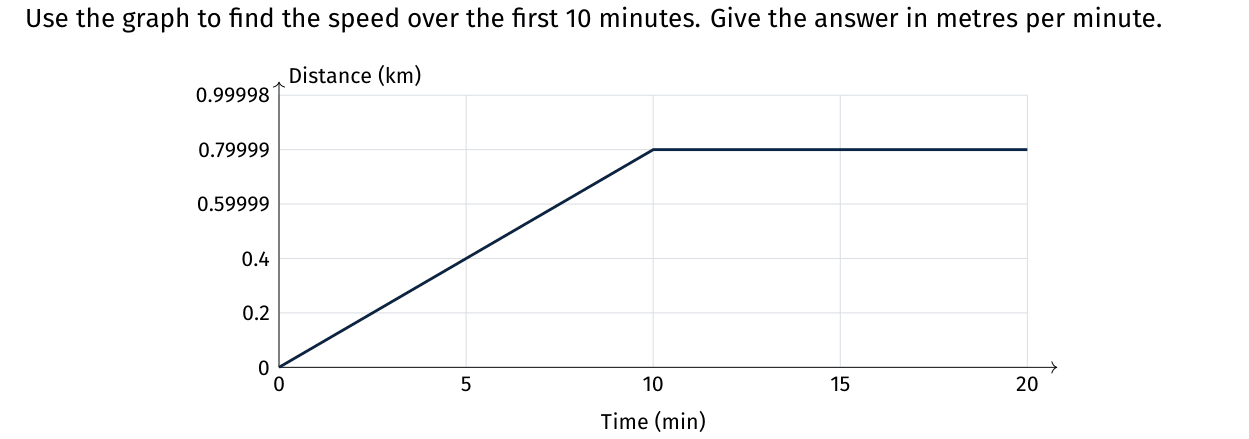 Use the graph to find the speed over the first 10 minutes. Give the answer in metres per minute.
Distance (km)
0.99998
0.79999
0.59999
0.4
0.2
0
0 5 10 15 20
Time (min)